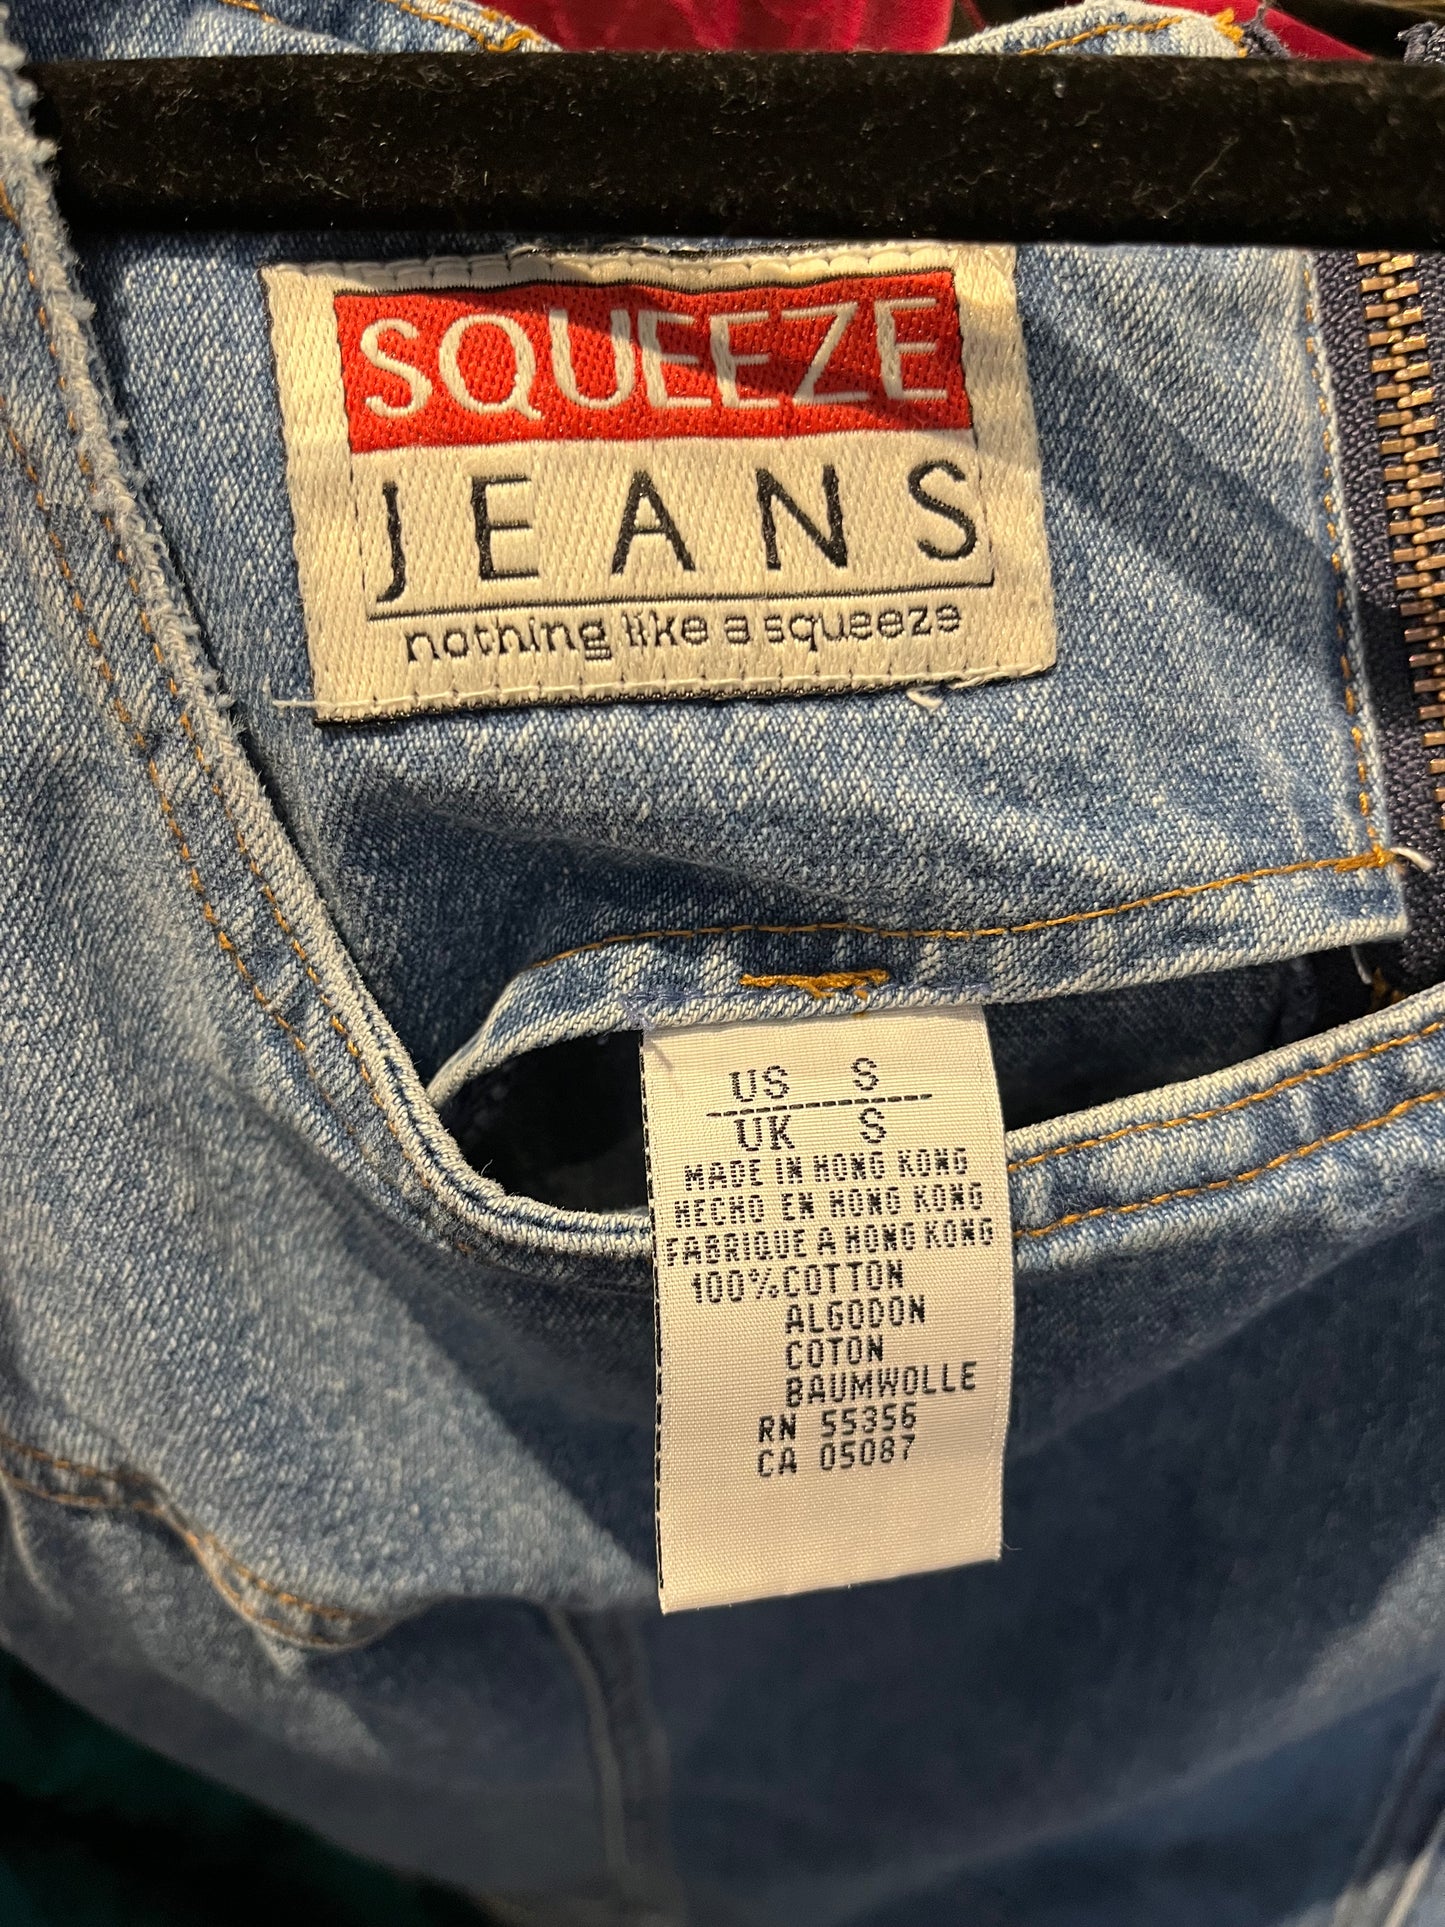 SQUEEZE
JEANS
nothing like a squeeze
US S
UK S
MADE IN HONG KONG
HECHO EN HONG KONG
FABRIQUE A HONG KONG
100% COTTON
ALGODON
COTON
BAUMWOLLE
RN 55356
CA 05087